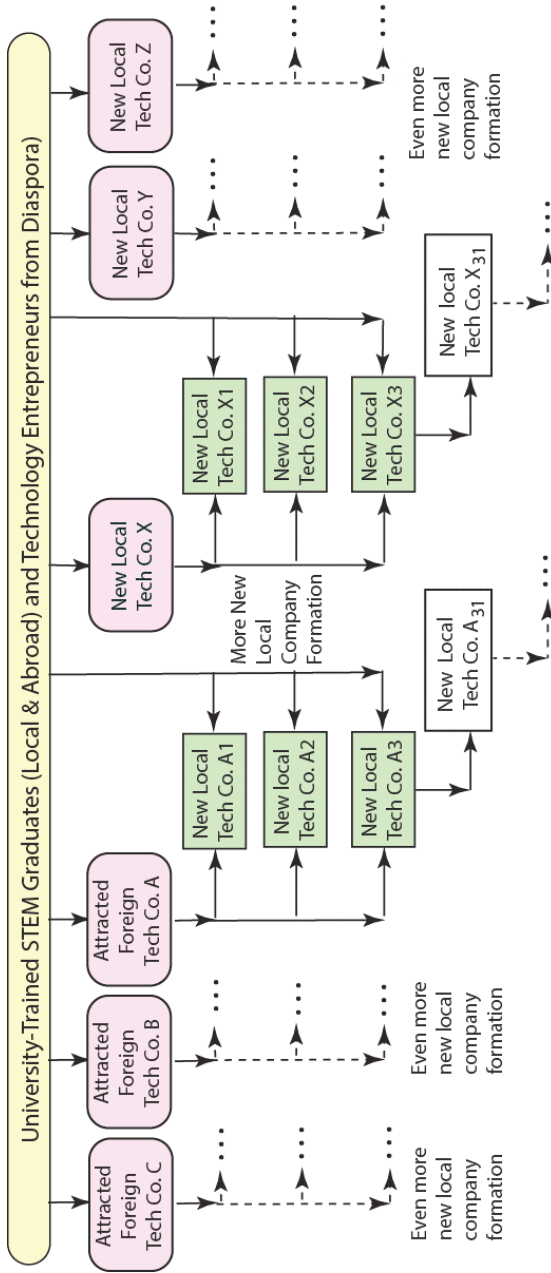 University-Trained STEM Graduates (Local & Abroad) and Technology Entrepreneurs from Diaspora)
Attracted
Foreign
Tech Co. C
Attracted
Foreign
Tech Co. B
Attracted
Foreign
Tech Co. A
New Local
Tech Co. X
New Local
Tech Co. Y
New Local
Tech Co. Z
New Local
Tech Co. A1
New local
Tech Co. A2
New Local
Tech Co. A3
More New
Local
Company
Formation
New Local
Tech Co. X1
New Local
Tech Co. X2
New Local
Tech Co. X3
Even more
new local
company
formation
Even more
new local
company
formation
New Local
Tech Co. A₃₁
New local
Tech Co. X₃₁
Even more
new local
company
formation